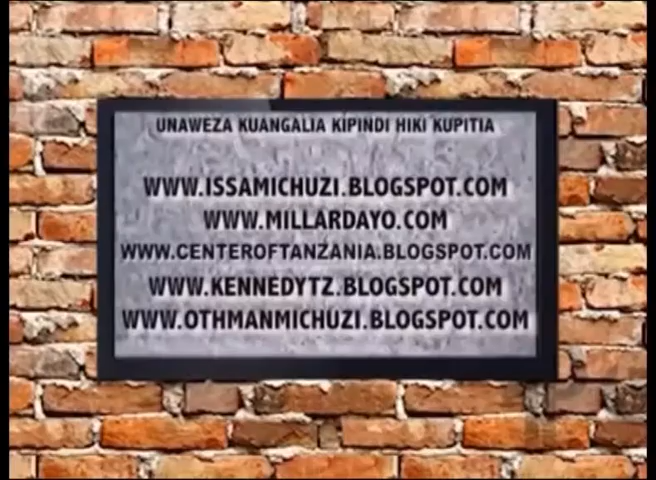 UNAWEZA KUANGALIA KIPINDI HIKI KUPITIA
WWW.ISSAMICHUZI.BLOGSPOT.COM
WWW.MILLARDAYO.COM
WWW.CENTEROFTANZANIA.BLOGSPOT.COM
WWW.KENNEDYTZ.BLOGSPOT.COM
WWW.OTHMANMICHUZI.BLOGSPOT.COM